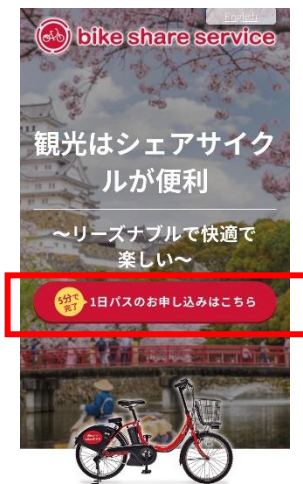 English
bike share service
観光はシェアサイク
ルが便利
～リーズナブルで快適で
楽しい～
5分で
完了
1日パスのお申し込みはこちら